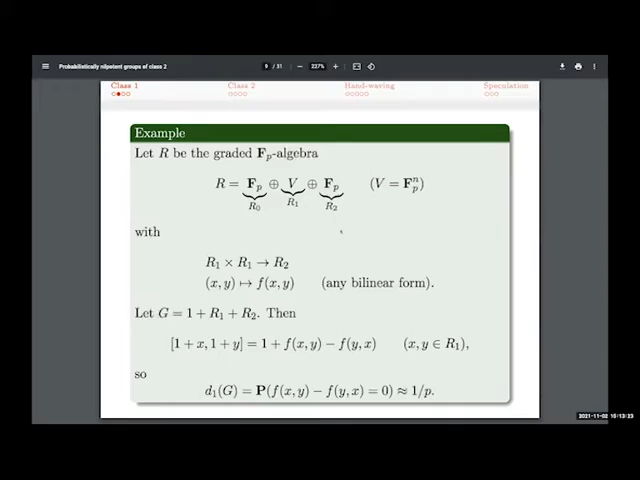 Probabilistically nilpotent groups of class 2
9 / 31
227%
Class 1 Class 2 Hand-waving Speculation
Example
Let R be the graded F_p-algebra
R = F_p ⊕ V ⊕ F_p (V = F_p^n)
R_0 R_1 R_2
with
R_1 × R_1 → R_2
(x, y) ↦ f(x, y) (any bilinear form).
Let G = 1 + R_1 + R_2. Then
[1 + x, 1 + y] = 1 + f(x, y) − f(y, x) (x, y ∈ R_1),
so
d_1(G) = P(f(x, y) − f(y, x) = 0) ≈ 1/p.
2021-11-02 15:13:23